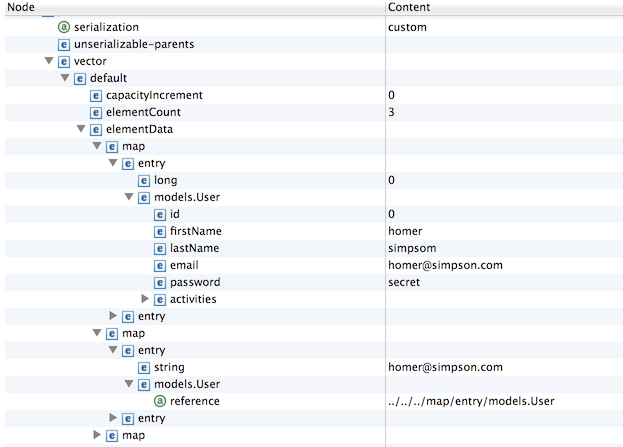 Node Content
serialization custom
unserializable-parents
vector
default
capacityIncrement 0
elementCount 3
elementData
map
entry
long 0
models.User
id 0
firstName homer
lastName simpsom
email homer@simpson.com
password secret
activities
entry
map
entry
string homer@simpson.com
models.User
reference ../../../map/entry/models.User
entry
map